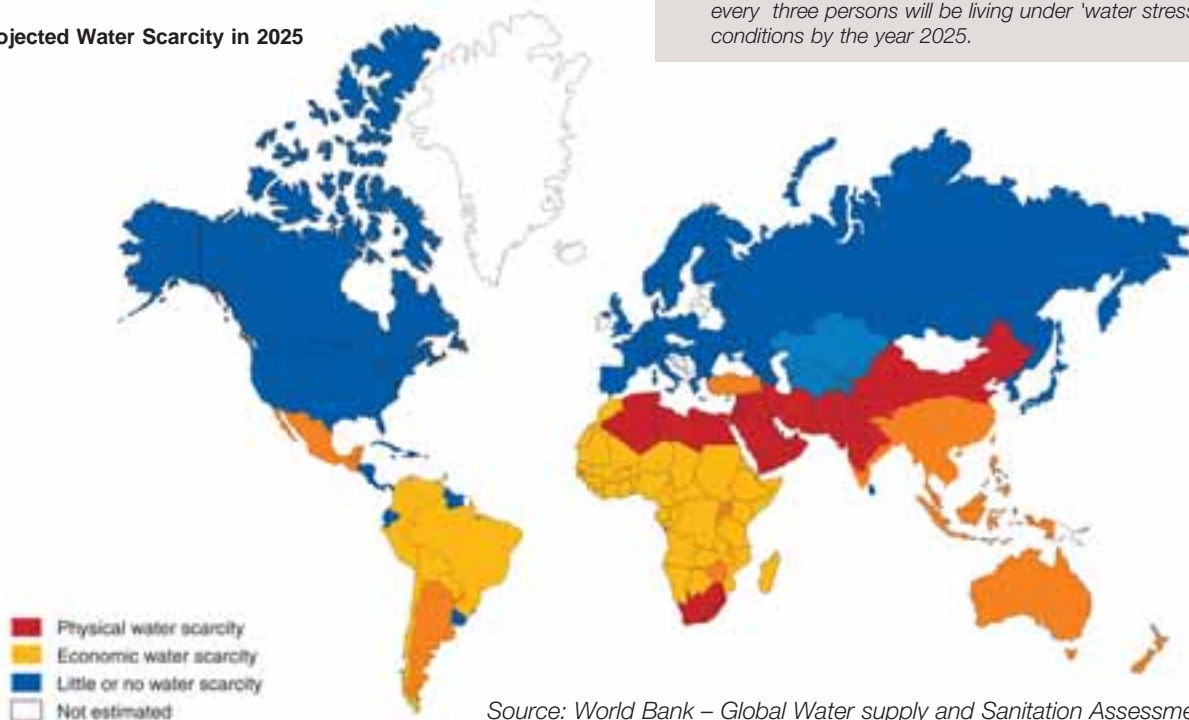 every three persons will be living under 'water stress
conditions by the year 2025.
ojected Water Scarcity in 2025
Physical water scarcity
Economic water scarcity
Little or no water scarcity
Not estimated
Source: World Bank – Global Water supply and Sanitation Assessme